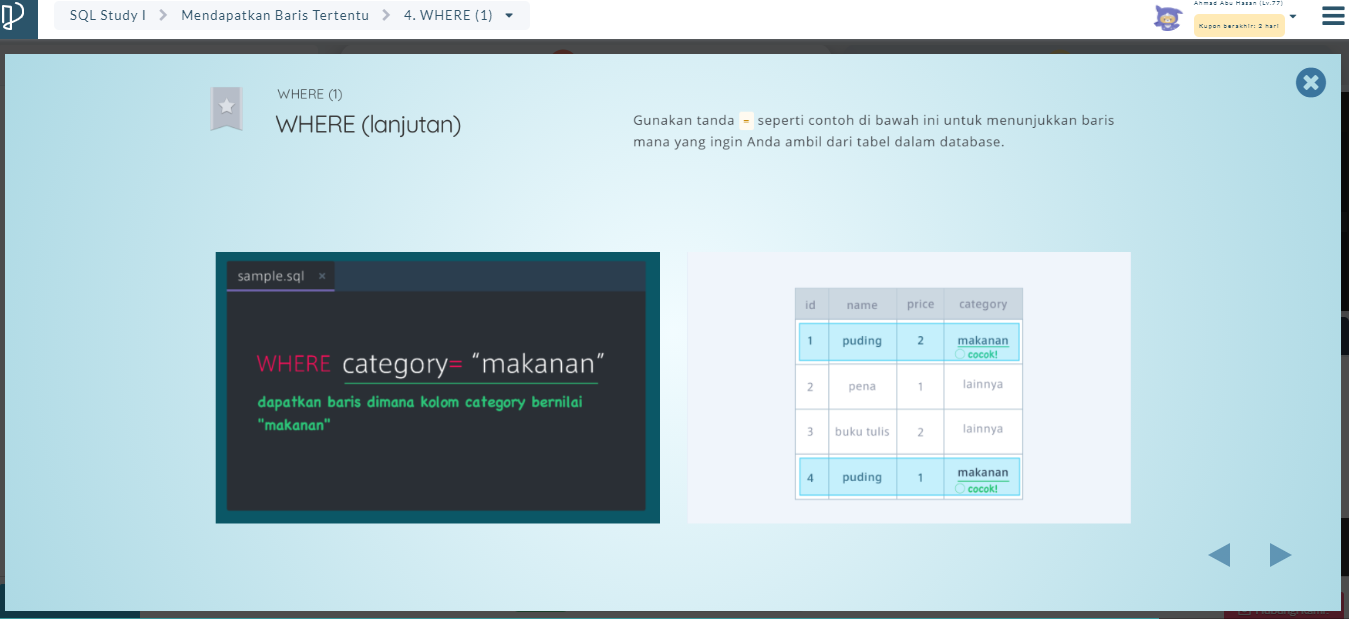 SQL Study I
Mendapatkan Baris Tertentu
4. WHERE (1)
Ahmad Abu Hasan (Lv.77)
Kupon berakhir: 2 hari
WHERE (1)
WHERE (lanjutan)
Gunakan tanda = seperti contoh di bawah ini untuk menunjukkan baris
mana yang ingin Anda ambil dari tabel dalam database.
sample.sql ×
WHERE category= “makanan”
dapatkan baris dimana kolom category bernilai
"makanan"
id name price category
1 puding 2 makanan
cocok!
2 pena 1 lainnya
3 buku tulis 2 lainnya
4 puding 1 makanan
cocok!